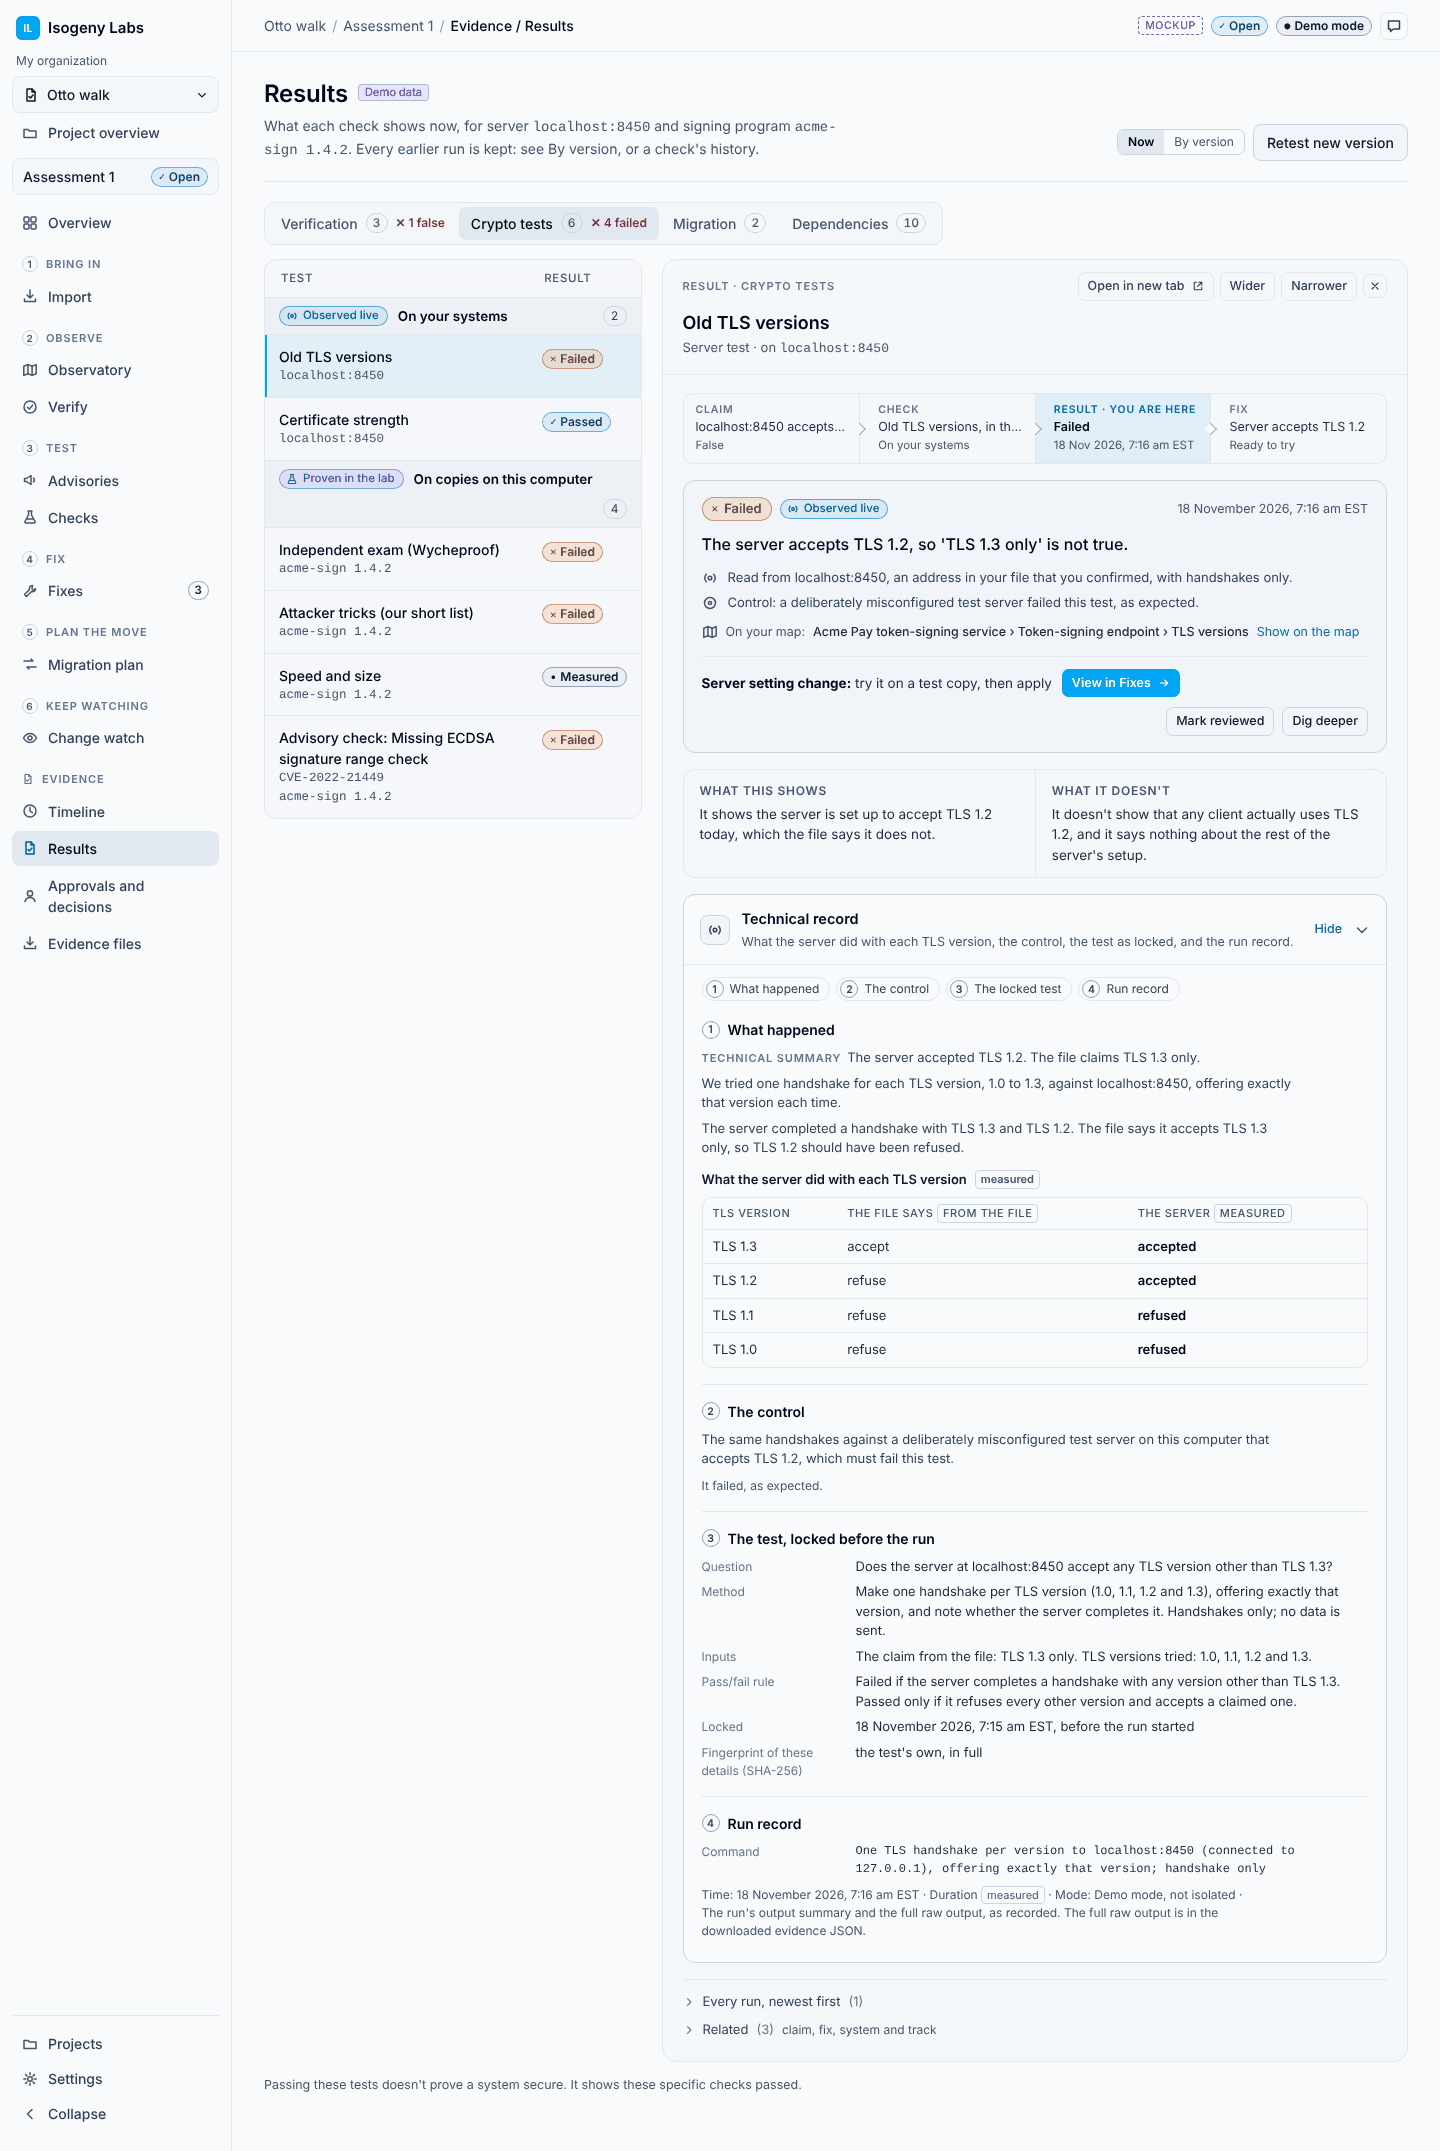 IL Isogeny Labs
My organization
Otto walk
Project overview
Assessment 1 ✓ Open
Overview
1 BRING IN
Import
2 OBSERVE
Observatory
Verify
3 TEST
Advisories
Checks
4 FIX
Fixes 3
5 PLAN THE MOVE
Migration plan
6 KEEP WATCHING
Change watch
EVIDENCE
Timeline
Results
Approvals and
decisions
Evidence files
Projects
Settings
Collapse
Otto walk / Assessment 1 / Evidence / Results
MOCKUP ✓ Open • Demo mode
Results Demo data
What each check shows now, for server localhost:8450 and signing program acme-
sign 1.4.2. Every earlier run is kept: see By version, or a check's history.
Now By version Retest new version
Verification 3 ✕ 1 false Crypto tests 6 ✕ 4 failed Migration 2 Dependencies 10
TEST RESULT
Observed live On your systems 2
Old TLS versions × Failed
localhost:8450
Certificate strength ✓ Passed
localhost:8450
Proven in the lab On copies on this computer
4
Independent exam (Wycheproof) × Failed
acme-sign 1.4.2
Attacker tricks (our short list) × Failed
acme-sign 1.4.2
Speed and size • Measured
acme-sign 1.4.2
Advisory check: Missing ECDSA × Failed
signature range check
CVE-2022-21449
acme-sign 1.4.2
RESULT · CRYPTO TESTS Open in new tab Wider Narrower ✕
Old TLS versions
Server test · on localhost:8450
CLAIM CHECK RESULT · YOU ARE HERE FIX
localhost:8450 accepts... Old TLS versions, in th... Failed Server accepts TLS 1.2
False On your systems 18 Nov 2026, 7:16 am EST Ready to try
× Failed Observed live 18 November 2026, 7:16 am EST
The server accepts TLS 1.2, so 'TLS 1.3 only' is not true.
Read from localhost:8450, an address in your file that you confirmed, with handshakes only.
Control: a deliberately misconfigured test server failed this test, as expected.
On your map: Acme Pay token-signing service › Token-signing endpoint › TLS versions Show on the map
Server setting change: try it on a test copy, then apply View in Fixes →
Mark reviewed Dig deeper
WHAT THIS SHOWS WHAT IT DOESN'T
It shows the server is set up to accept TLS 1.2 It doesn't show that any client actually uses TLS
today, which the file says it does not. 1.2, and it says nothing about the rest of the
server's setup.
Technical record
What the server did with each TLS version, the control, the test as locked, and the run record. Hide
1 What happened 2 The control 3 The locked test 4 Run record
1 What happened
TECHNICAL SUMMARY The server accepted TLS 1.2. The file claims TLS 1.3 only.
We tried one handshake for each TLS version, 1.0 to 1.3, against localhost:8450, offering exactly
that version each time.
The server completed a handshake with TLS 1.3 and TLS 1.2. The file says it accepts TLS 1.3
only, so TLS 1.2 should have been refused.
What the server did with each TLS version measured
TLS VERSION THE FILE SAYS FROM THE FILE THE SERVER MEASURED
TLS 1.3 accept accepted
TLS 1.2 refuse accepted
TLS 1.1 refuse refused
TLS 1.0 refuse refused
2 The control
The same handshakes against a deliberately misconfigured test server on this computer that
accepts TLS 1.2, which must fail this test.
It failed, as expected.
3 The test, locked before the run
Question Does the server at localhost:8450 accept any TLS version other than TLS 1.3?
Method Make one handshake per TLS version (1.0, 1.1, 1.2 and 1.3), offering exactly that
version, and note whether the server completes it. Handshakes only; no data is
sent.
Inputs The claim from the file: TLS 1.3 only. TLS versions tried: 1.0, 1.1, 1.2 and 1.3.
Pass/fail rule Failed if the server completes a handshake with any version other than TLS 1.3.
Passed only if it refuses every other version and accepts a claimed one.
Locked 18 November 2026, 7:15 am EST, before the run started
Fingerprint of these the test's own, in full
details (SHA-256)
4 Run record
Command One TLS handshake per version to localhost:8450 (connected to
127.0.0.1), offering exactly that version; handshake only
Time: 18 November 2026, 7:16 am EST · Duration measured · Mode: Demo mode, not isolated ·
The run's output summary and the full raw output, as recorded. The full raw output is in the
downloaded evidence JSON.
Every run, newest first (1)
Related (3) claim, fix, system and track
Passing these tests doesn't prove a system secure. It shows these specific checks passed.